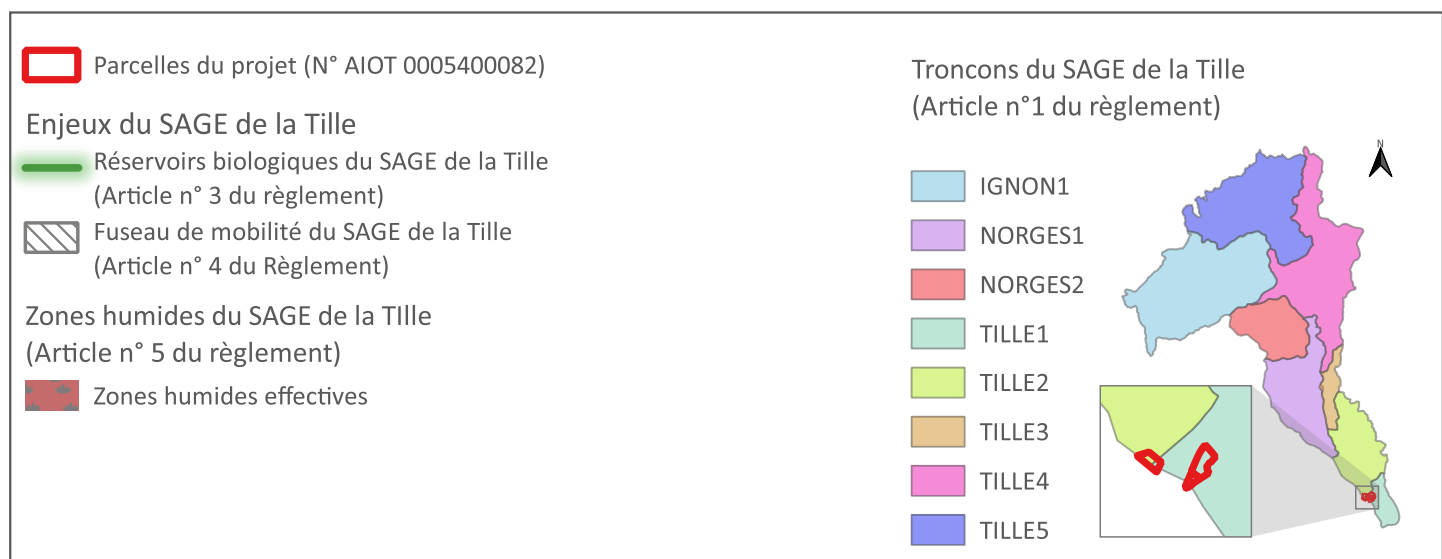 Parcelles du projet (N° AIOT 0005400082)
Enjeux du SAGE de la Tille
Réservoirs biologiques du SAGE de la Tille
(Article n° 3 du règlement)
Fuseau de mobilité du SAGE de la Tille
(Article n° 4 du Règlement)
Zones humides du SAGE de la TIlle
(Article n° 5 du règlement)
Zones humides effectives
Troncons du SAGE de la Tille
(Article n°1 du règlement)
N
IGNON1
NORGES1
NORGES2
TILLE1
TILLE2
TILLE3
TILLE4
TILLE5